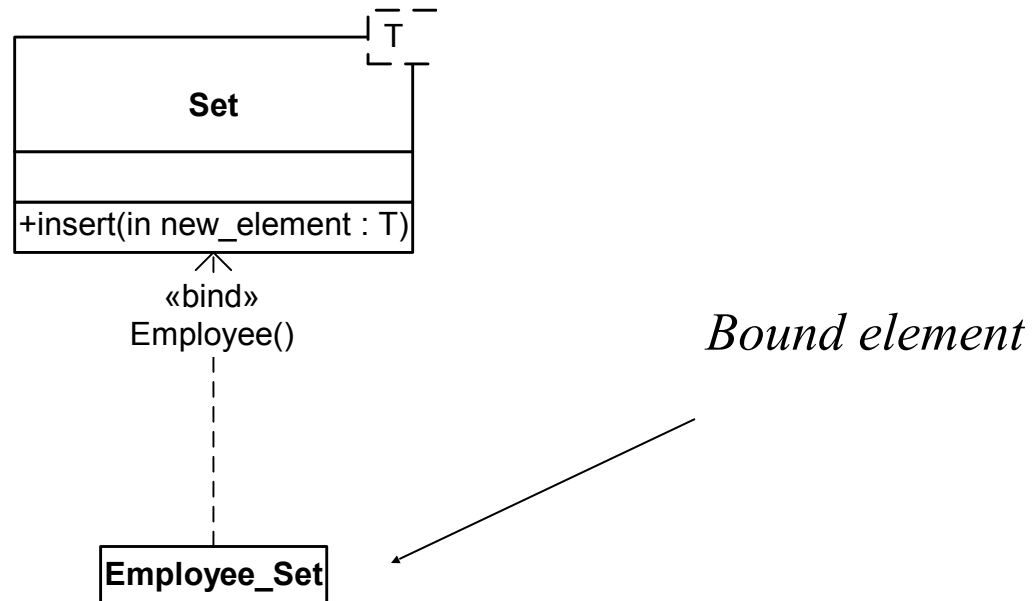 T
Set
+insert(in new_element : T)
«bind»
Employee()
Bound element
Employee_Set